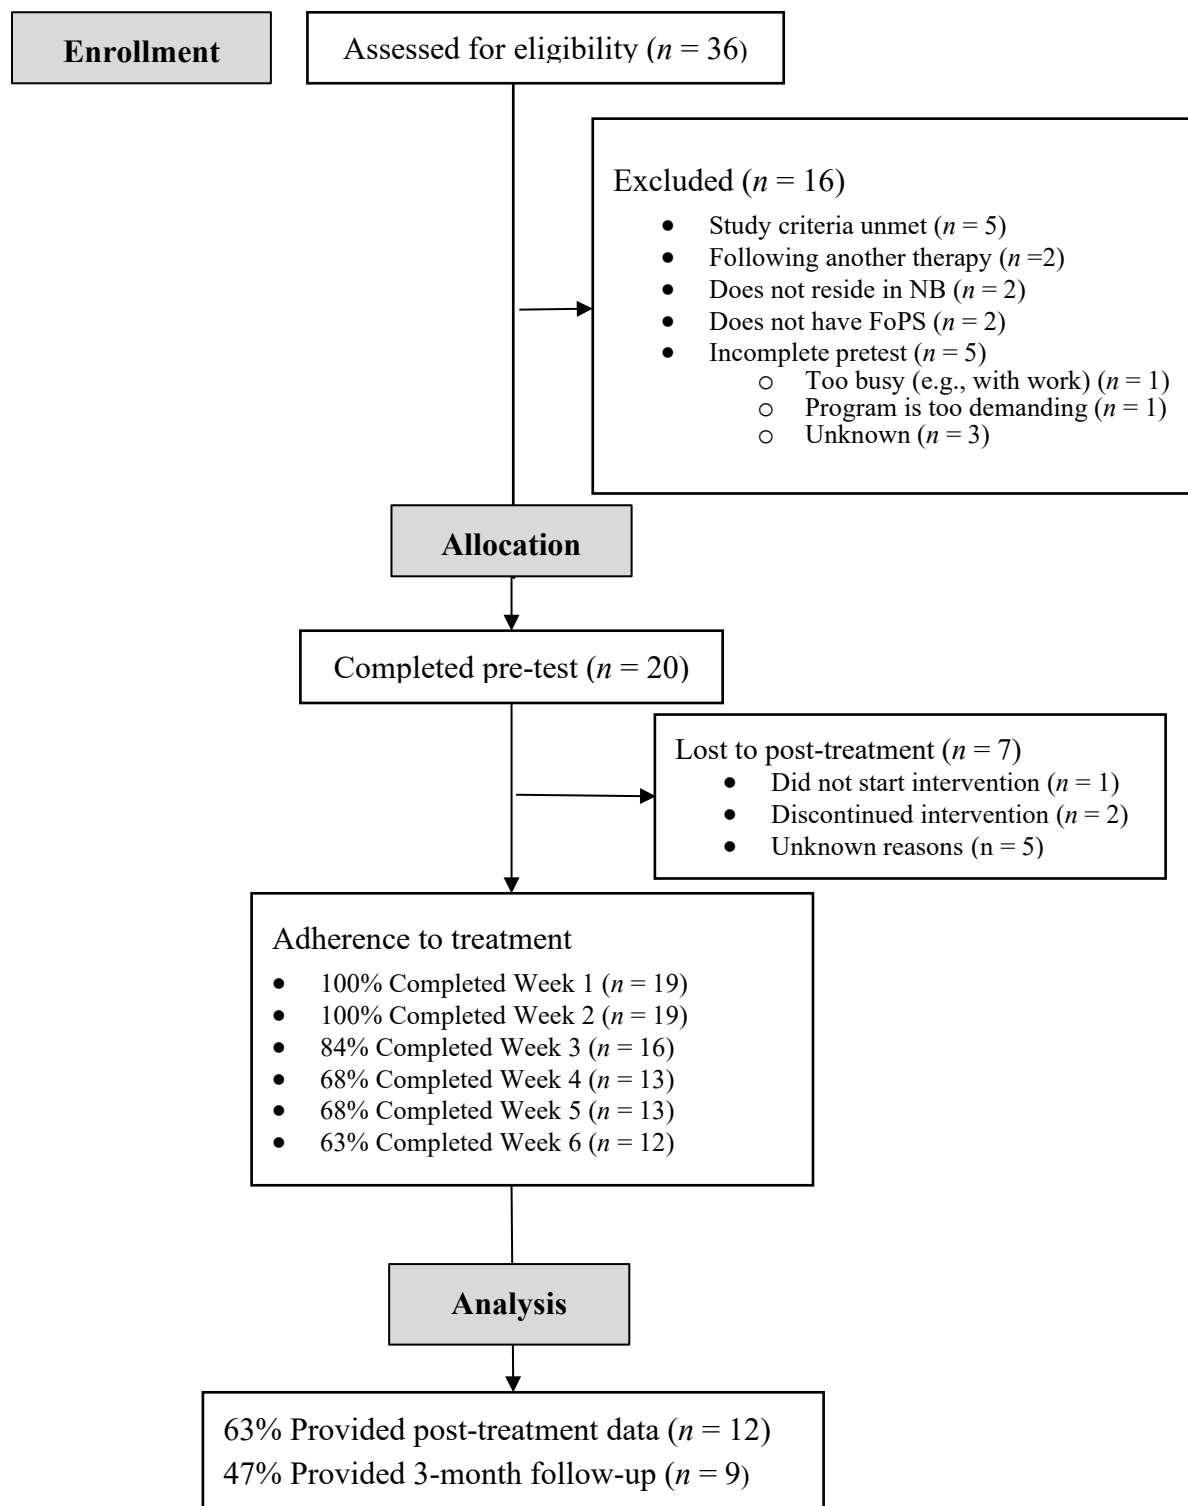 Enrollment
Assessed for eligibility (n = 36)
Excluded (n = 16)
• Study criteria unmet (n = 5)
• Following another therapy (n =2)
• Does not reside in NB (n = 2)
• Does not have FoPS (n = 2)
• Incomplete pretest (n = 5)
o Too busy (e.g., with work) (n = 1)
o Program is too demanding (n = 1)
o Unknown (n = 3)
Allocation
Completed pre-test (n = 20)
Lost to post-treatment (n = 7)
• Did not start intervention (n = 1)
• Discontinued intervention (n = 2)
• Unknown reasons (n = 5)
Adherence to treatment
• 100% Completed Week 1 (n = 19)
• 100% Completed Week 2 (n = 19)
• 84% Completed Week 3 (n = 16)
• 68% Completed Week 4 (n = 13)
• 68% Completed Week 5 (n = 13)
• 63% Completed Week 6 (n = 12)
Analysis
63% Provided post-treatment data (n = 12)
47% Provided 3-month follow-up (n = 9)